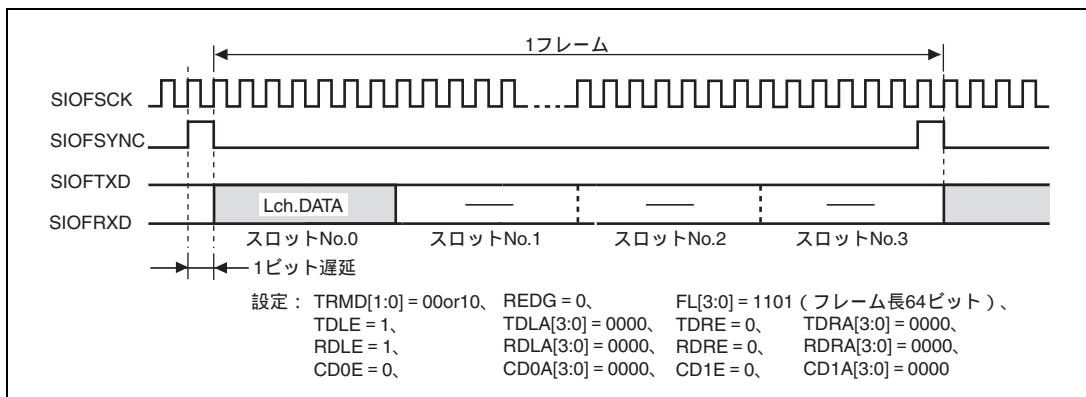 1フレーム
SIOFSCK
SIOFSYNC
SIOFTXD
SIOFRXD
Lch.DATA
スロットNo.0 スロットNo.1 スロットNo.2 スロットNo.3
1ビット遅延
設定： TRMD[1:0] = 00or10、 REDG = 0、 FL[3:0] = 1101（フレーム長64ビット）、
TDLE = 1、 TDLA[3:0] = 0000、 TDRE = 0、 TDRA[3:0] = 0000、
RDLE = 1、 RDLA[3:0] = 0000、 RDRE = 0、 RDRA[3:0] = 0000、
CD0E = 0、 CD0A[3:0] = 0000、 CD1E = 0、 CD1A[3:0] = 0000